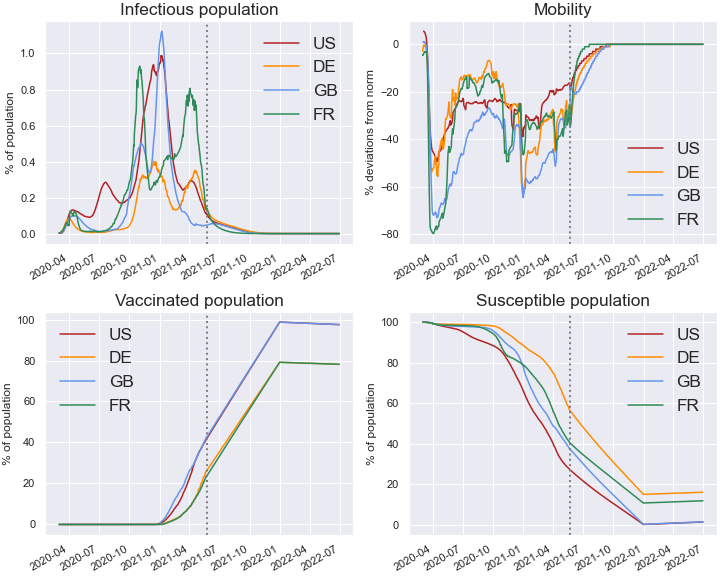 Infectious population
% of population
1.0
0.8
0.6
0.4
0.2
0.0
US
DE
GB
FR
2020-04
2020-07
2020-10
2021-01
2021-04
2021-07
2021-10
2022-01
2022-04
2022-07
Mobility
% deviations from norm
0
−20
−40
−60
−80
US
DE
GB
FR
2020-04
2020-07
2020-10
2021-01
2021-04
2021-07
2021-10
2022-01
2022-04
2022-07
Vaccinated population
% of population
100
80
60
40
20
0
US
DE
GB
FR
2020-04
2020-07
2020-10
2021-01
2021-04
2021-07
2021-10
2022-01
2022-04
2022-07
Susceptible population
% of population
100
80
60
40
20
0
US
DE
GB
FR
2020-04
2020-07
2020-10
2021-01
2021-04
2021-07
2021-10
2022-01
2022-04
2022-07